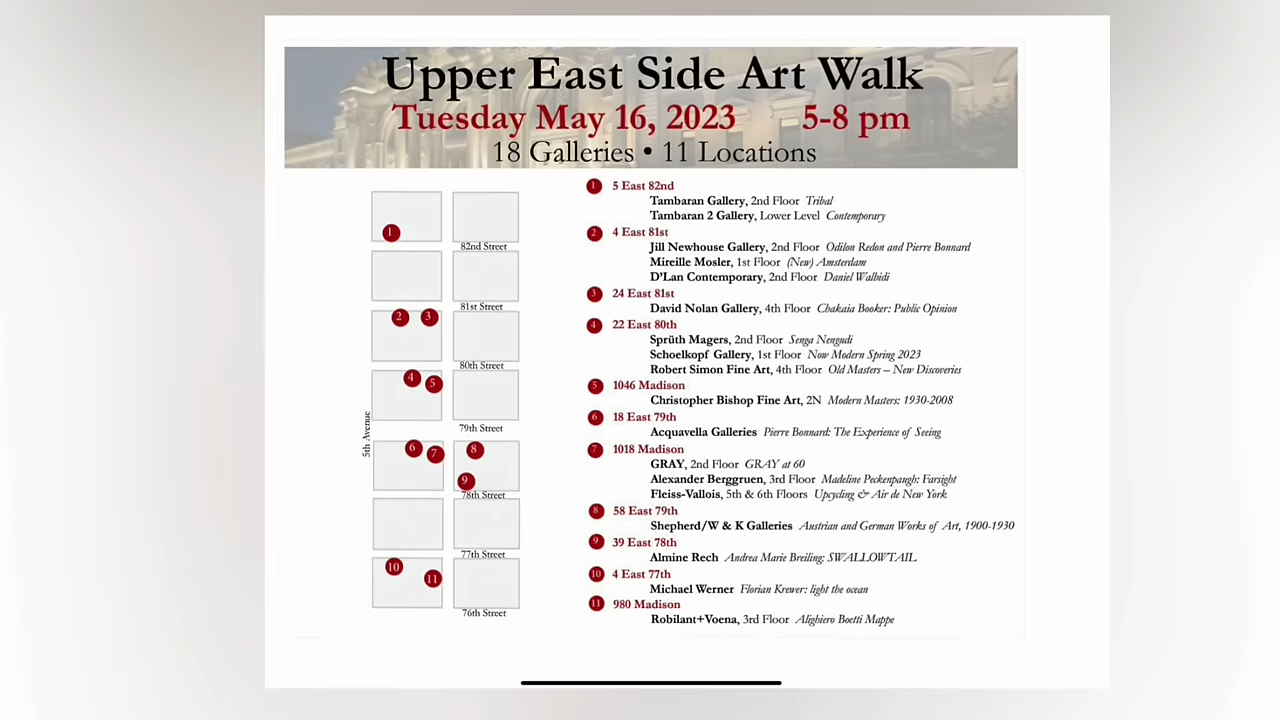 Upper East Side Art Walk
Tuesday May 16, 2023 5-8 pm
18 Galleries • 11 Locations
1
82nd Street
81st Street
2 3
80th Street
4 5
79th Street
5th Avenue
6 7 8
9
78th Street
77th Street
10 11
76th Street
1 5 East 82nd
Tambaran Gallery, 2nd Floor Tribal
Tambaran 2 Gallery, Lower Level Contemporary
2 4 East 81st
Jill Newhouse Gallery, 2nd Floor Odilon Redon and Pierre Bonnard
Mireille Mosler, 1st Floor (New) Amsterdam
D'Lan Contemporary, 2nd Floor Daniel Walbidi
3 24 East 81st
David Nolan Gallery, 4th Floor Chakaia Booker: Public Opinion
4 22 East 80th
Sprüth Magers, 2nd Floor Senga Nengudi
Schoelkopf Gallery, 1st Floor Now Modern Spring 2023
Robert Simon Fine Art, 4th Floor Old Masters – New Discoveries
5 1046 Madison
Christopher Bishop Fine Art, 2N Modern Masters: 1930-2008
6 18 East 79th
Acquavella Galleries Pierre Bonnard: The Experience of Seeing
7 1018 Madison
GRAY, 2nd Floor GRAY at 60
Alexander Berggruen, 3rd Floor Madeline Peckenpaugh: Farsight
Fleiss-Vallois, 5th & 6th Floors Upcycling & Air de New York
8 58 East 79th
Shepherd/W & K Galleries Austrian and German Works of Art, 1900-1930
9 39 East 78th
Almine Rech Andrea Marie Breiling: SWALLOWTAIL
10 4 East 77th
Michael Werner Florian Krewer: light the ocean
11 980 Madison
Robilant+Voena, 3rd Floor Alighiero Boetti Mappe